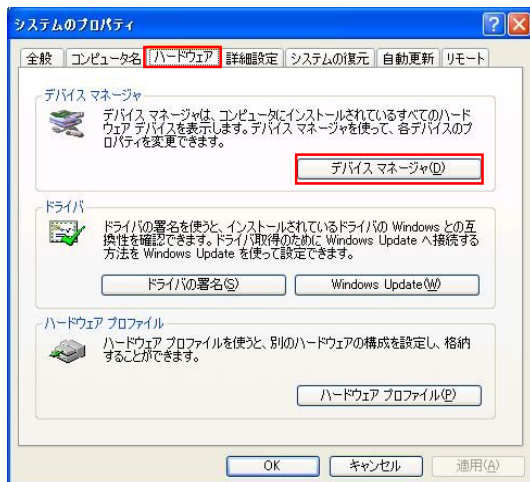 システムのプロパティ
全般 コンピュータ名 ハードウェア 詳細設定 システムの復元 自動更新 リモート
デバイス マネージャ
デバイス マネージャは、コンピュータにインストールされているすべてのハード
ウェア デバイスを表示します。デバイス マネージャを使って、各デバイスのプ
ロパティを変更できます。
デバイス マネージャ(D)
ドライバ
ドライバの署名を使うと、インストールされているドライバの Windows との互
換性を確認できます。ドライバ取得のために Windows Update へ接続する
方法を Windows Update を使って設定できます。
ドライバの署名(S) Windows Update(W)
ハードウェア プロファイル
ハードウェア プロファイルを使うと、別のハードウェアの構成を設定し、格納
することができます。
ハードウェア プロファイル(P)
OK キャンセル 適用(A)